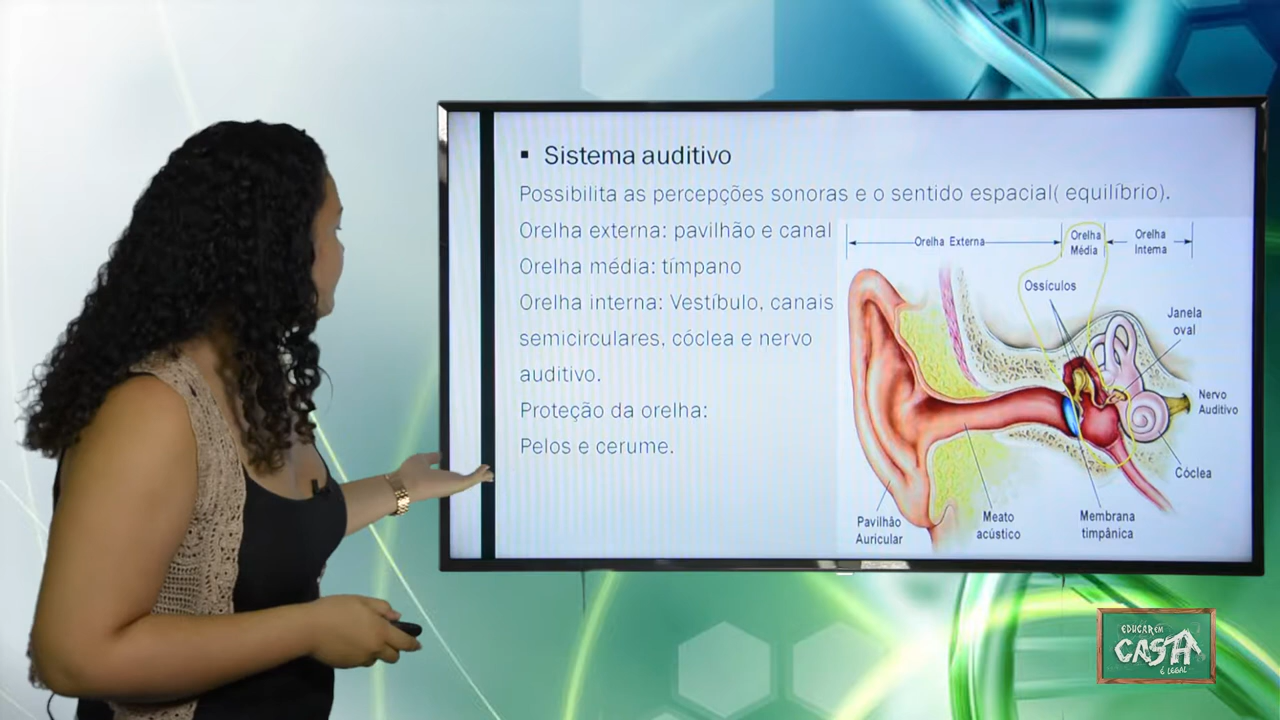 ▪ Sistema auditivo
Possibilita as percepções sonoras e o sentido espacial( equilíbrio).
Orelha externa: pavilhão e canal
Orelha média: tímpano
Orelha interna: Vestíbulo, canais
semicirculares, cóclea e nervo
auditivo.
Proteção da orelha:
Pelos e cerume.
Orelha Externa
Orelha
Média
Orelha
Interna
Ossículos
Janela
oval
Nervo
Auditivo
Cóclea
Membrana
timpânica
Meato
acústico
Pavilhão
Auricular
EDUCAR EM
CASA
É LEGAL